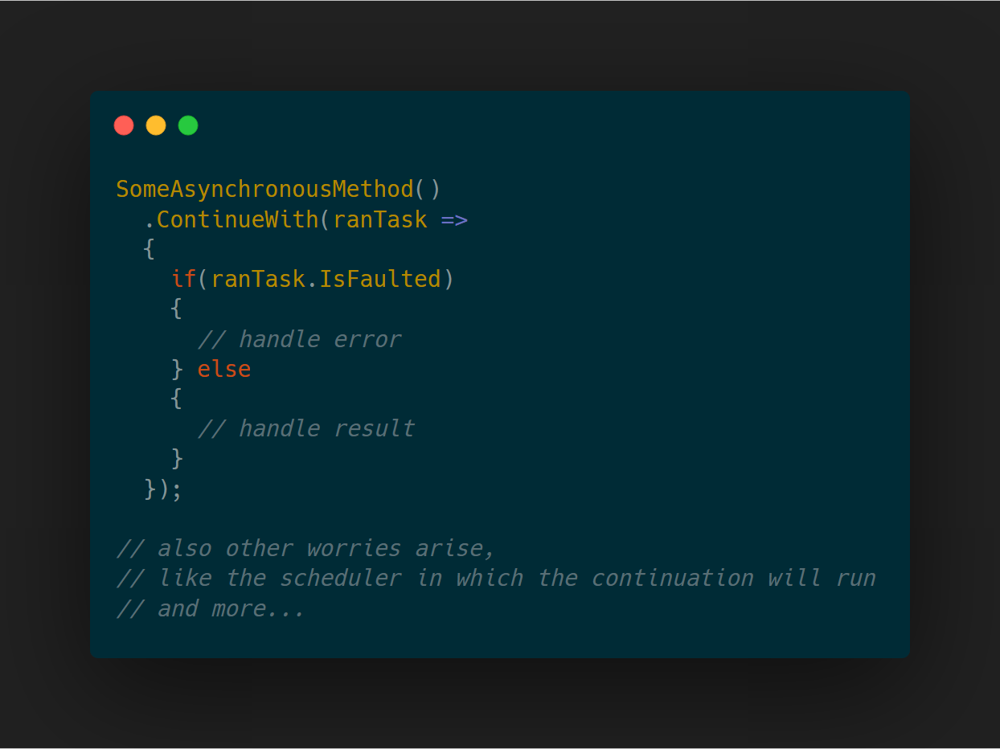 SomeAsynchronousMethod()
  .ContinueWith(ranTask =>
  {
    if(ranTask.IsFaulted)
    {
      // handle error
    } else
    {
      // handle result
    }
  });

// also other worries arise,
// like the scheduler in which the continuation will run
// and more...